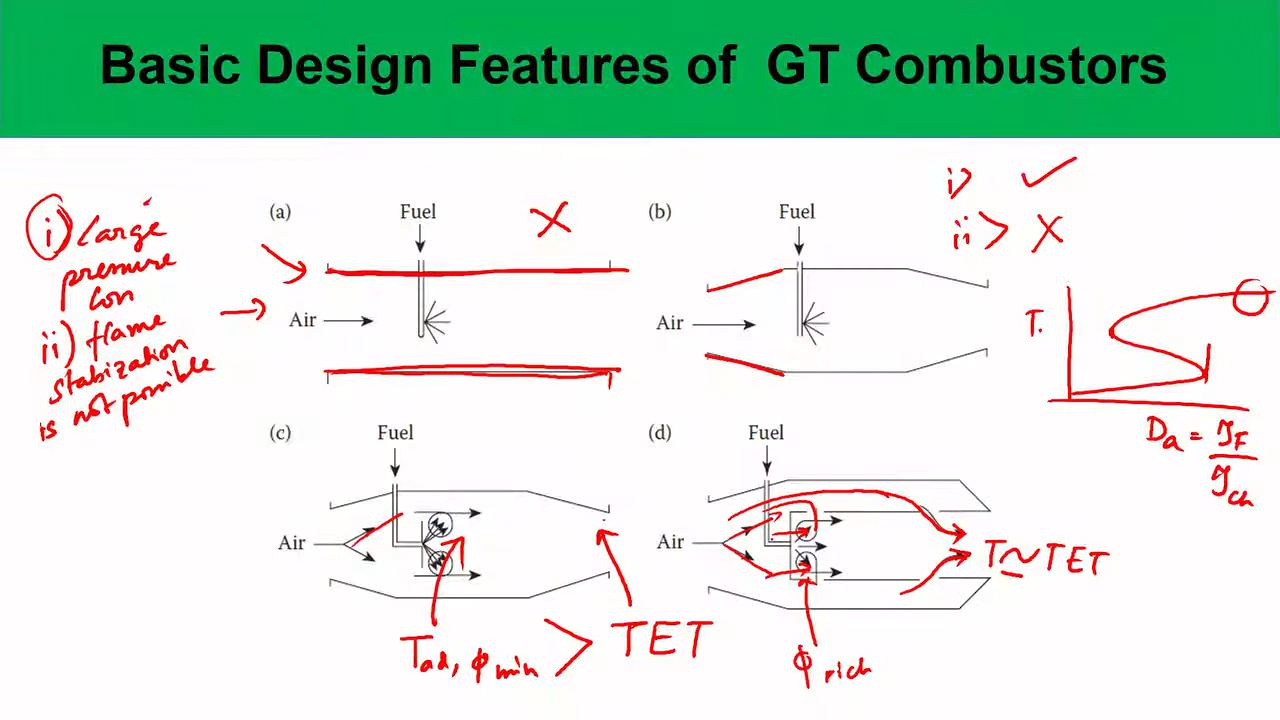 Basic Design Features of GT Combustors
i) Large
pressure
loss
ii) flame
stabization
is not possible
(a)
Fuel
X
Air
(b)
Fuel
Air
i> ✓
ii> X
T.
Da = τF
τch
(c)
Fuel
Air
Tad, ϕmin > TET
(d)
Fuel
Air
T ~ TET
ϕrich